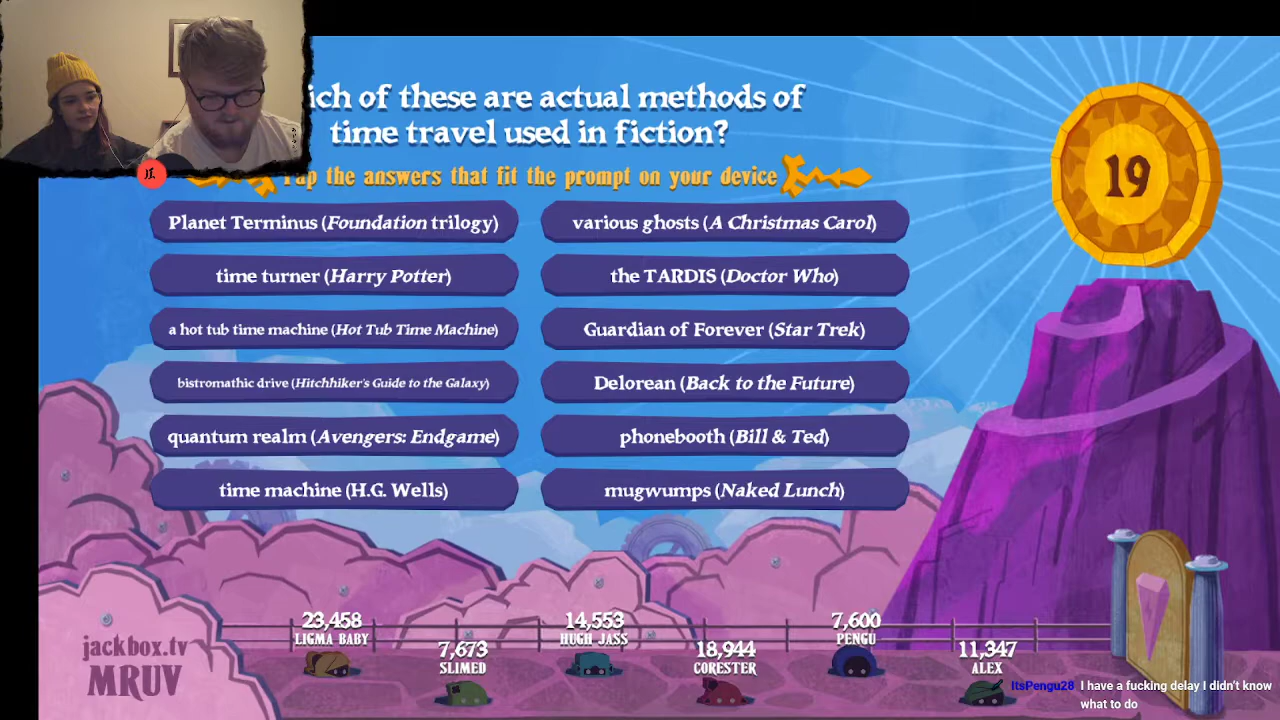 ich of these are actual methods of
time travel used in fiction?
ap the answers that fit the prompt on your device
19
Planet Terminus (Foundation trilogy)
various ghosts (A Christmas Carol)
time turner (Harry Potter)
the TARDIS (Doctor Who)
a hot tub time machine (Hot Tub Time Machine)
Guardian of Forever (Star Trek)
bistromathic drive (Hitchhiker's Guide to the Galaxy)
Delorean (Back to the Future)
quantum realm (Avengers: Endgame)
phonebooth (Bill & Ted)
time machine (H.G. Wells)
mugwumps (Naked Lunch)
23,458
LIGMA BABY
7,673
SLIMED
14,553
HUGH JASS
18,944
CORESTER
7,600
PENGU
11,347
ALEX
jackbox.tv
MRUV
ItsPengu28 I have a fucking delay I didn't know
what to do